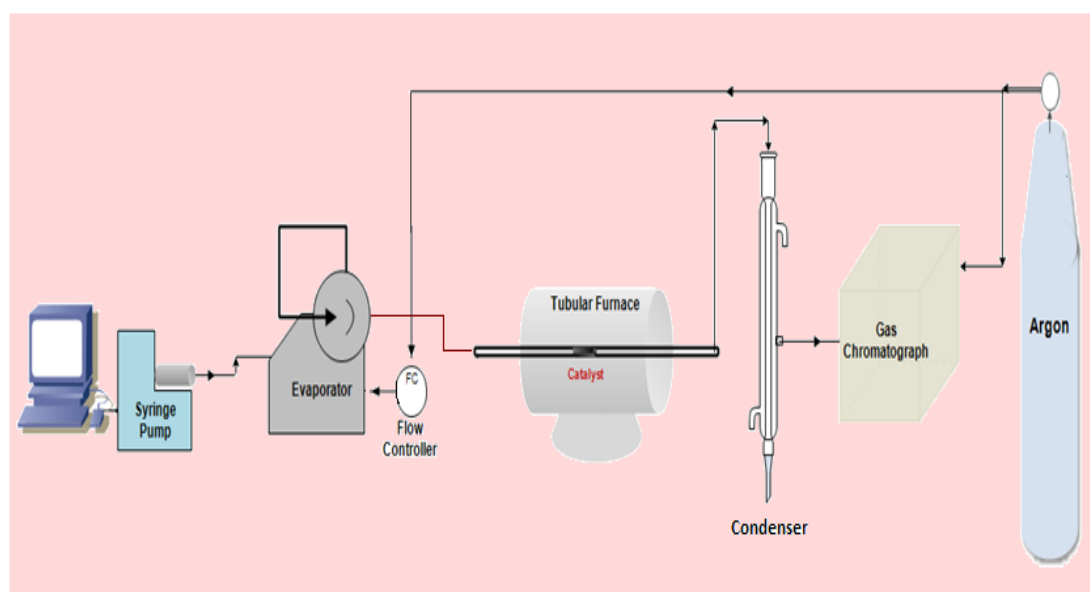 Tubular Furnace
Catalyst
Evaporator
FC
Flow
Controller
Syringe
Pump
Condenser
Gas
Chromatograph
Argon